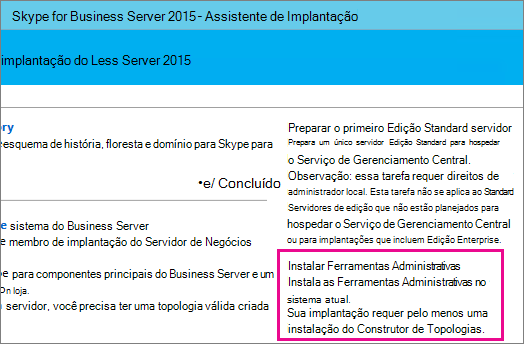 Skype for Business Server 2015 - Assistente de Implantação
implantação do Less Server 2015
ory
esquema de história, floresta e domínio para Skype para
•e/ Concluído
e sistema do Business Server
e membro de implantação do Servidor de Negócios
e para componentes principais do Business Server e um
On loja.
servidor, você precisa ter uma topologia válida criada
Preparar o primeiro Edição Standard servidor
Prepara um único servidor Edição Standard para hospedar
o Serviço de Gerenciamento Central.
Observação: essa tarefa requer direitos de
administrador local. Esta tarefa não se aplica ao Standard
Servidores de edição que não estão planejados para
hospedar o Serviço de Gerenciamento Central
ou para implantações que incluem Edição Enterprise.
Instalar Ferramentas Administrativas
Instala as Ferramentas Administrativas no
sistema atual.
Sua implantação requer pelo menos uma
instalação do Construtor de Topologias.